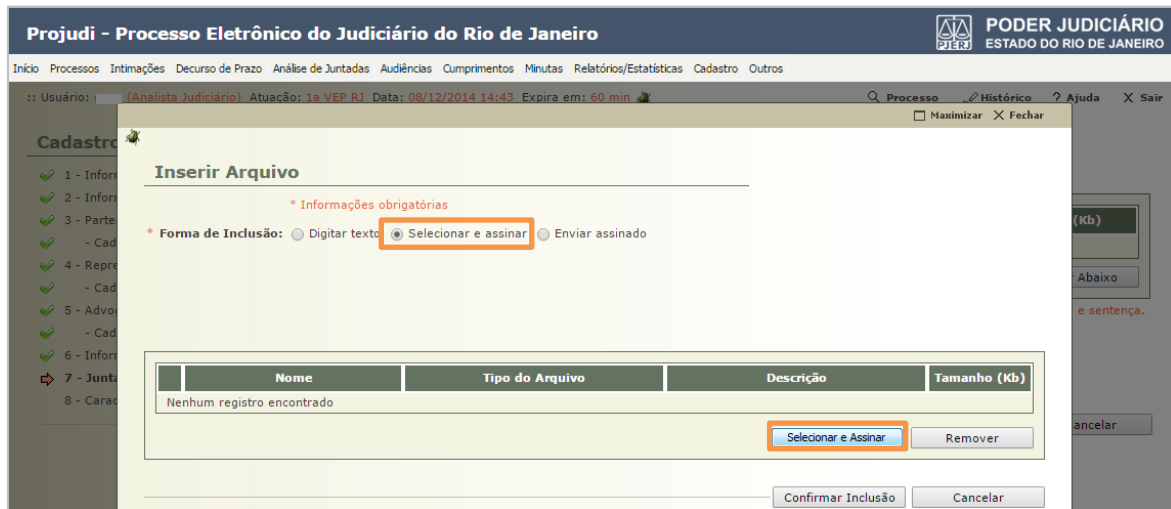 Projudi - Processo Eletrônico do Judiciário do Rio de Janeiro
PJERJ
PODER JUDICIÁRIO
ESTADO DO RIO DE JANEIRO
Início Processos Intimações Decurso de Prazo Análise de Juntadas Audiências Cumprimentos Minutas Relatórios/Estatísticas Cadastro Outros
:: Usuário: (Analista Judiciário) Atuação: 1a VEP RJ Data: 08/12/2014 14:43 Expira em: 60 min Processo Histórico ? Ajuda X Sair
Maximizar X Fechar
Cadastro
Inserir Arquivo
1 - Inform
2 - Inform
* Informações obrigatórias
3 - Parte
(Kb)
* Forma de Inclusão: Digitar texto Selecionar e assinar Enviar assinado
- Cad
4 - Repre
Abaixo
- Cad
5 - Advo
e sentença.
- Cad
6 - Inform
7 - Junta
Nome Tipo do Arquivo Descrição Tamanho (Kb)
8 - Carac
Nenhum registro encontrado
ancelar
Selecionar e Assinar Remover
Confirmar Inclusão Cancelar